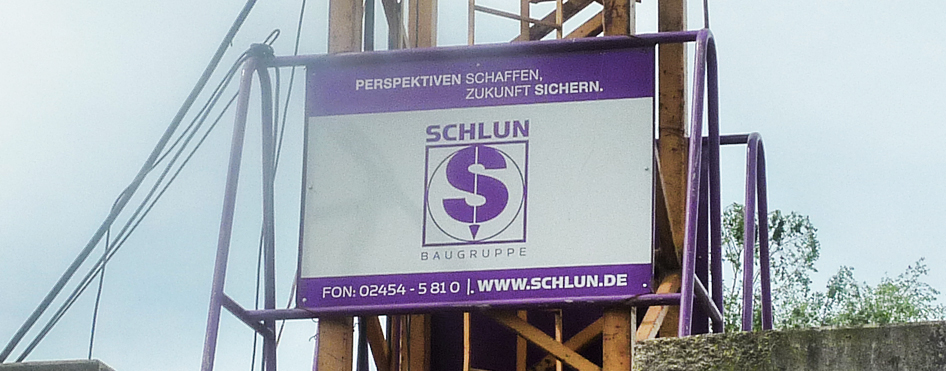 PERSPEKTIVEN SCHAFFEN,
ZUKUNFT SICHERN.
SCHLUN
S
BAUGRUPPE
FON: 02454 - 5 81 0 |. WWW.SCHLUN.DE